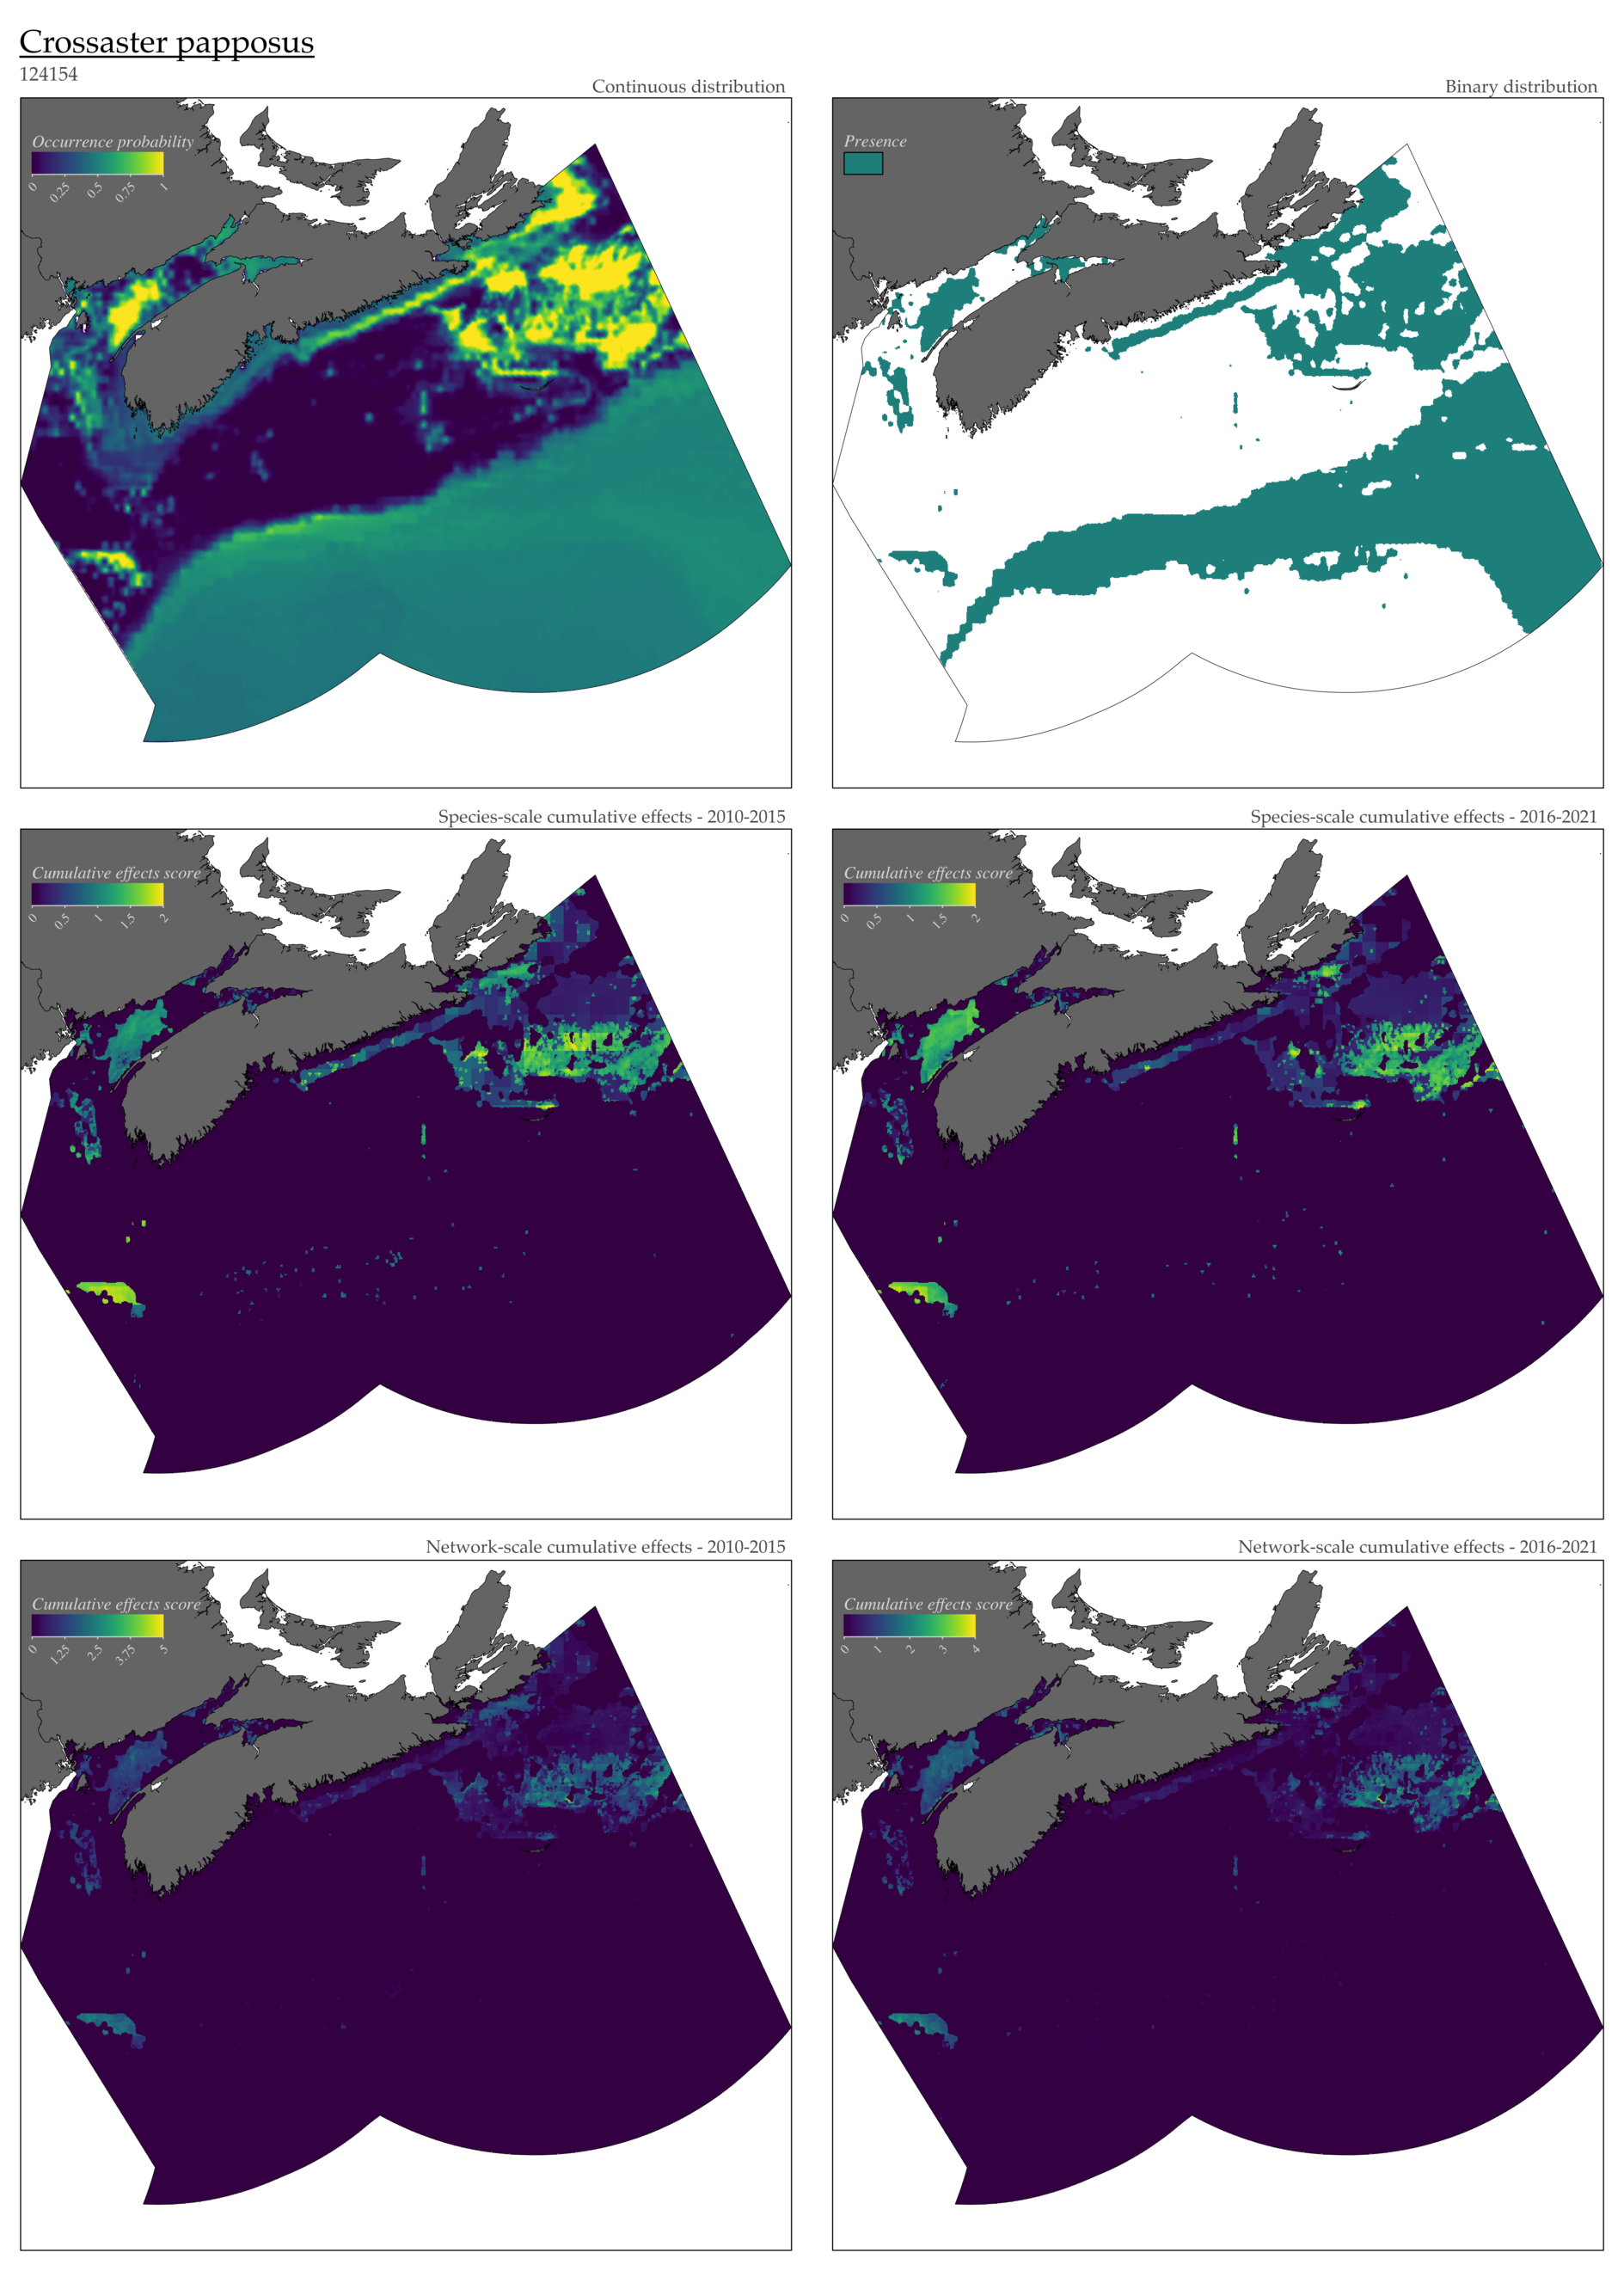 Crossaster papposus
124154
Continuous distribution
Occurrence probability
0 0.25 0.5 0.75 1
Binary distribution
Presence
Species-scale cumulative effects - 2010-2015
Cumulative effects score
0 0.5 1 1.5 2
Species-scale cumulative effects - 2016-2021
Cumulative effects score
0 0.5 1 1.5 2
Network-scale cumulative effects - 2010-2015
Cumulative effects score
0 1.25 2.5 3.75 5
Network-scale cumulative effects - 2016-2021
Cumulative effects score
0 1 2 3 4